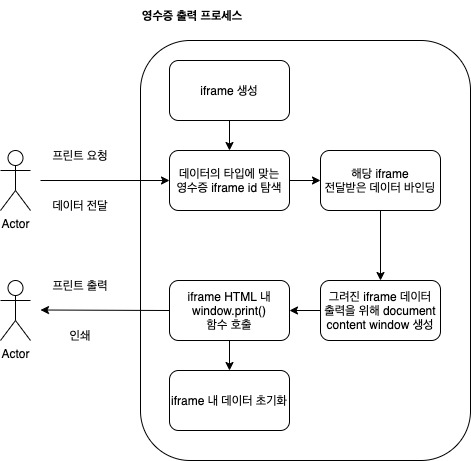 영수증 출력 프로세스
iframe 생성
프린트 요청
데이터 전달
Actor
데이터의 타입에 맞는
영수증 iframe id 탐색
해당 iframe
전달받은 데이터 바인딩
그려진 iframe 데이터
출력을 위해 document
content window 생성
iframe HTML 내
window.print()
함수 호출
프린트 출력
인쇄
Actor
iframe 내 데이터 초기화